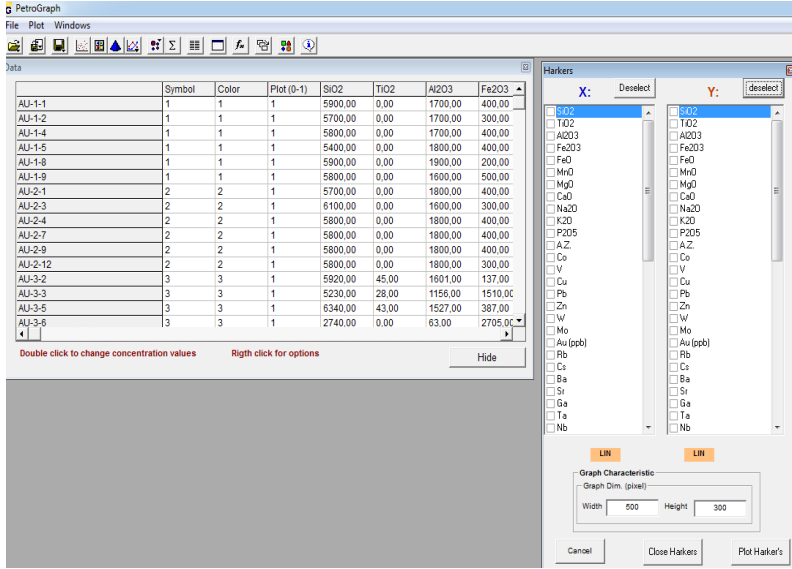 PetroGraph
File Plot Windows
Data
Symbol Color Plot (0-1) SiO2 TiO2 Al2O3 Fe2O3
AU-1-1 1 1 1 5900,00 0,00 1700,00 400,00
AU-1-2 1 1 1 5700,00 0,00 1700,00 300,00
AU-1-4 1 1 1 5800,00 0,00 1700,00 400,00
AU-1-5 1 1 1 5400,00 0,00 1800,00 400,00
AU-1-8 1 1 1 5900,00 0,00 1900,00 200,00
AU-1-9 1 1 1 5800,00 0,00 1600,00 500,00
AU-2-1 2 2 1 5700,00 0,00 1800,00 400,00
AU-2-3 2 2 1 6100,00 0,00 1600,00 300,00
AU-2-4 2 2 1 5800,00 0,00 1800,00 400,00
AU-2-7 2 2 1 5800,00 0,00 1800,00 400,00
AU-2-9 2 2 1 5800,00 0,00 1800,00 400,00
AU-2-12 2 2 1 5800,00 0,00 1800,00 300,00
AU-3-2 3 3 1 5920,00 45,00 1601,00 137,00
AU-3-3 3 3 1 5230,00 28,00 1156,00 1510,00
AU-3-5 3 3 1 6340,00 43,00 1527,00 387,00
AU-3-6 3 3 1 2740,00 0,00 63,00 2705,00
Double click to change concentration values Rigth click for options Hide
Harkers
X: Deselect Y: deselect
SiO2 SiO2
TiO2 TiO2
Al2O3 Al2O3
Fe2O3 Fe2O3
FeO FeO
MnO MnO
MgO MgO
CaO CaO
Na2O Na2O
K2O K2O
P2O5 P2O5
A.Z. A.Z.
Co Co
V V
Cu Cu
Pb Pb
Zn Zn
W W
Mo Mo
Au (ppb) Au (ppb)
Rb Rb
Cs Cs
Ba Ba
Sr Sr
Ga Ga
Ta Ta
Nb Nb
LIN LIN
Graph Characteristic
Graph Dim. (pixel)
Width 500 Height 300
Cancel Close Harkers Plot Harker's